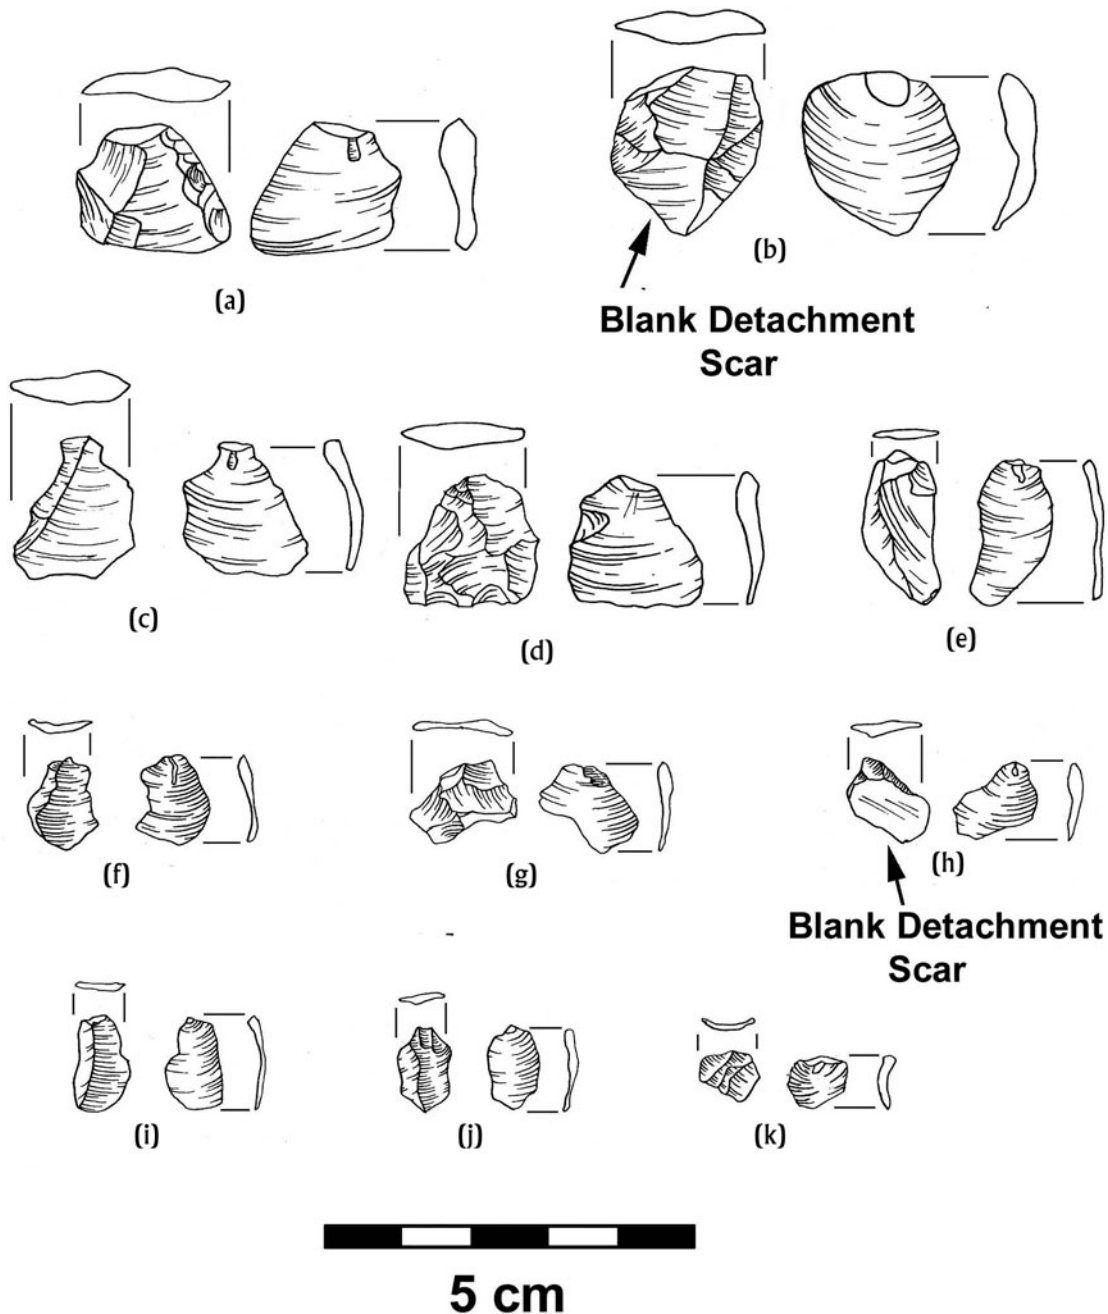 (a)
(b)
Blank Detachment
Scar
(c)
(d)
(e)
(f)
(g)
(h)
Blank Detachment
Scar
(i)
(j)
(k)
5 cm